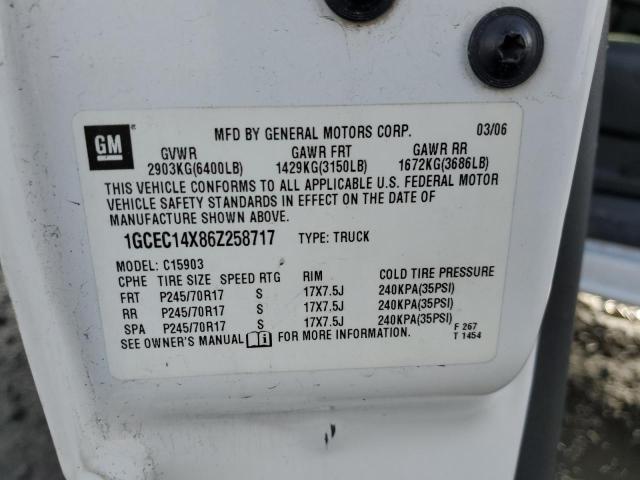 GM
MFD BY GENERAL MOTORS CORP. 03/06
GVWR GAWR FRT GAWR RR
2903KG(6400LB) 1429KG(3150LB) 1672KG(3686LB)
THIS VEHICLE CONFORMS TO ALL APPLICABLE U.S. FEDERAL MOTOR
VEHICLE SAFETY STANDARDS IN EFFECT ON THE DATE OF
MANUFACTURE SHOWN ABOVE.
1GCEC14X86Z258717 TYPE: TRUCK
MODEL: C15903
CPHE TIRE SIZE SPEED RTG RIM COLD TIRE PRESSURE
FRT P245/70R17 S 17X7.5J 240KPA(35PSI)
RR P245/70R17 S 17X7.5J 240KPA(35PSI)
SPA P245/70R17 S 17X7.5J 240KPA(35PSI)
SEE OWNER'S MANUAL FOR MORE INFORMATION.
F 267
T 1454